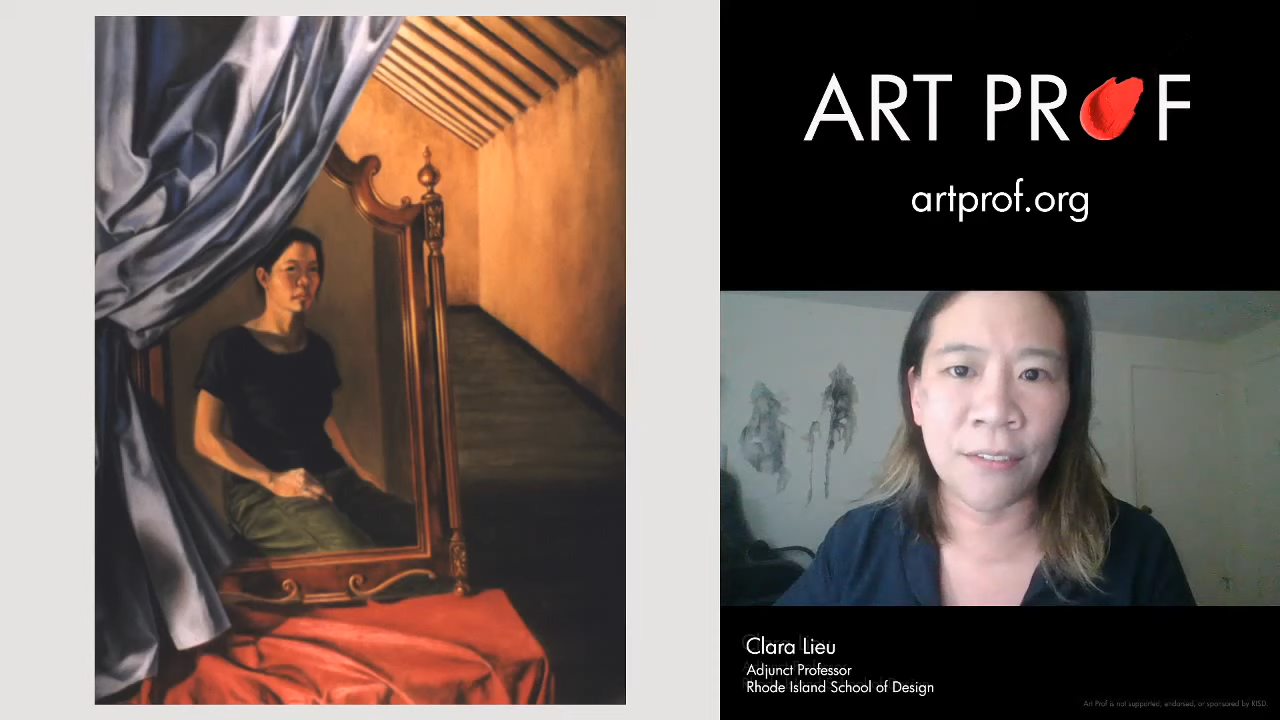 ART PROF
artprof.org
Clara Lieu
Adjunct Professor
Rhode Island School of Design
Art Prof is not supported, endorsed, or sponsored by RISD.